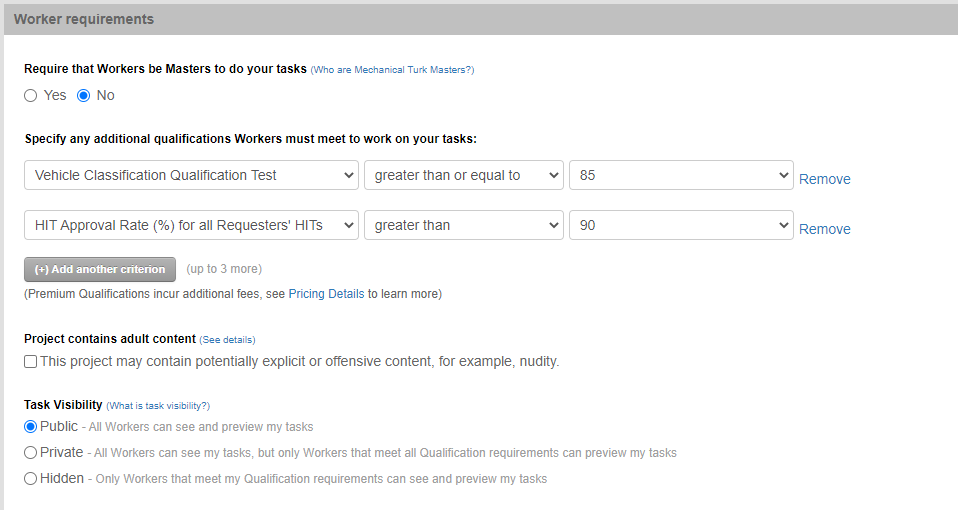 Worker requirements
Require that Workers be Masters to do your tasks (Who are Mechanical Turk Masters?)
Yes No
Specify any additional qualifications Workers must meet to work on your tasks:
Vehicle Classification Qualification Test greater than or equal to 85 Remove
HIT Approval Rate (%) for all Requesters' HITs greater than 90 Remove
(+) Add another criterion (up to 3 more)
(Premium Qualifications incur additional fees, see Pricing Details to learn more)
Project contains adult content (See details)
This project may contain potentially explicit or offensive content, for example, nudity.
Task Visibility (What is task visibility?)
Public - All Workers can see and preview my tasks
Private - All Workers can see my tasks, but only Workers that meet all Qualification requirements can preview my tasks
Hidden - Only Workers that meet my Qualification requirements can see and preview my tasks